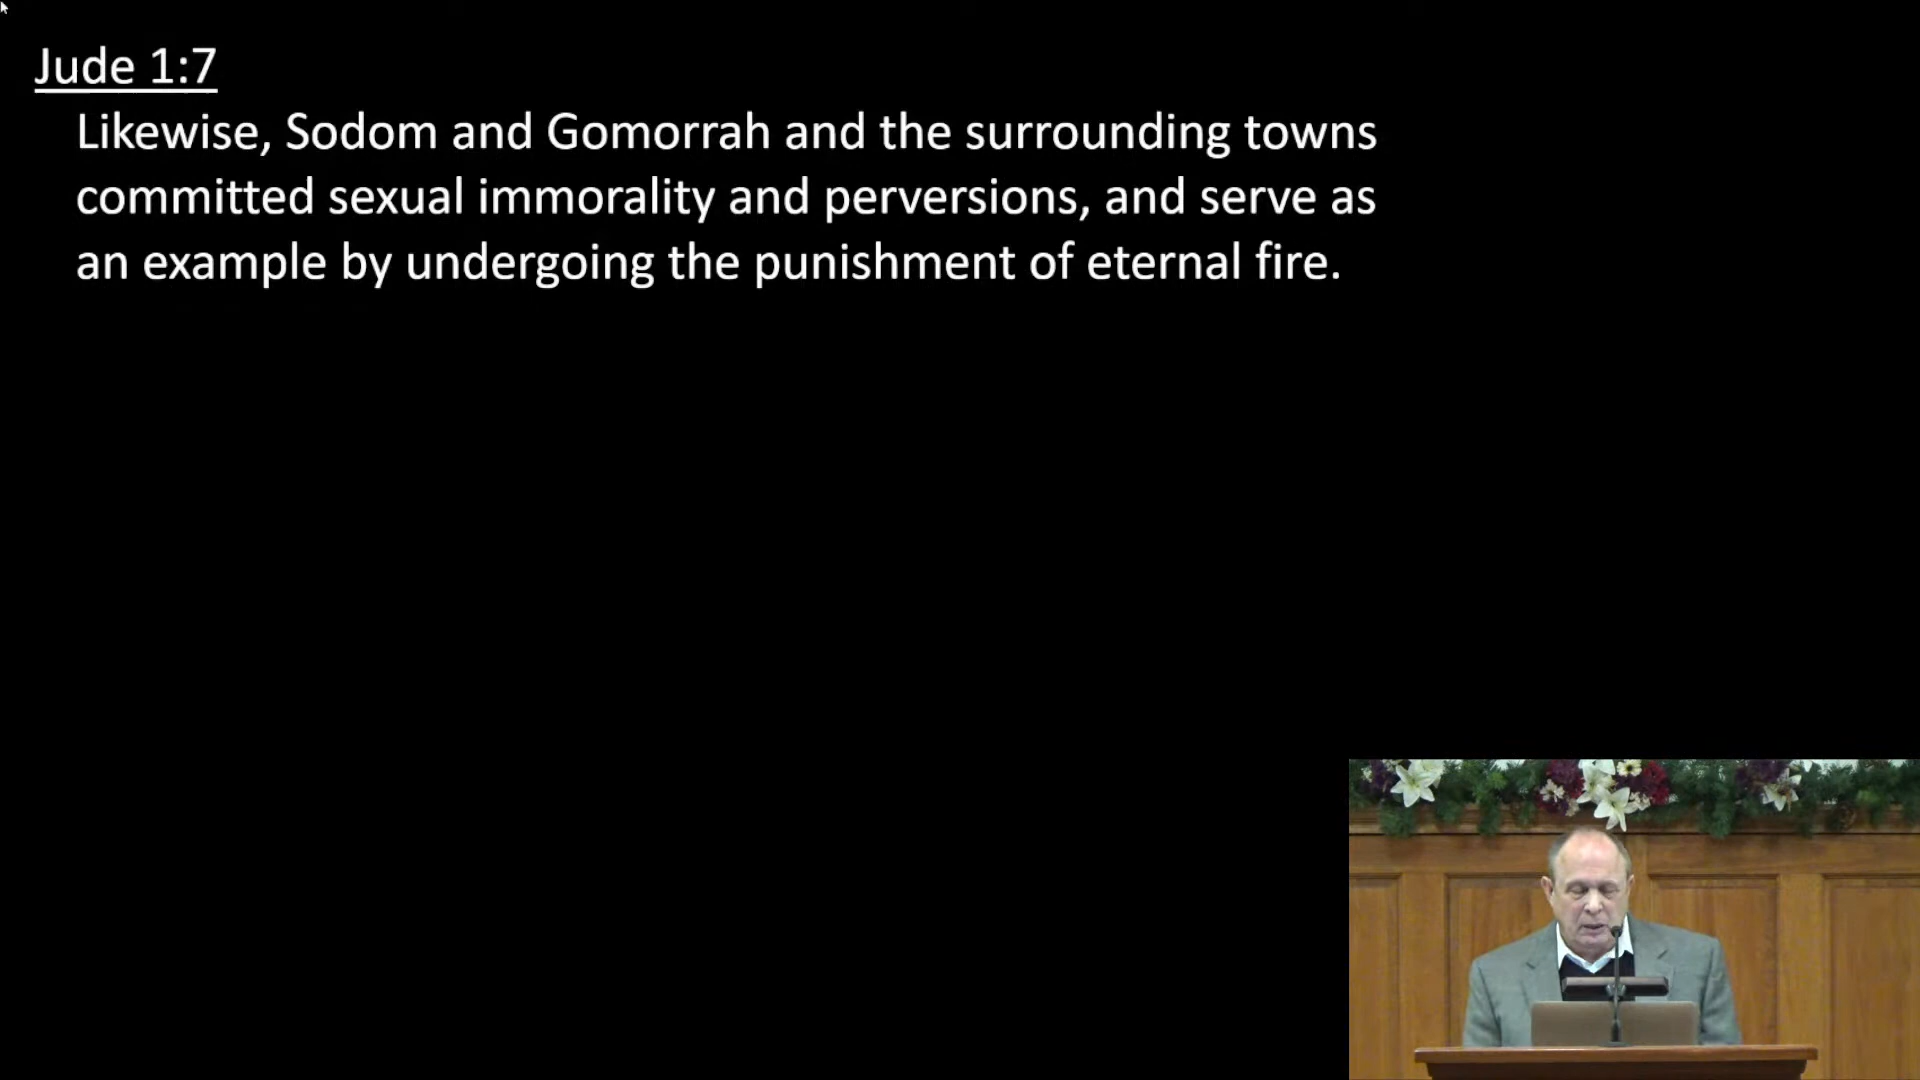 Jude 1:7
Likewise, Sodom and Gomorrah and the surrounding towns
committed sexual immorality and perversions, and serve as
an example by undergoing the punishment of eternal fire.